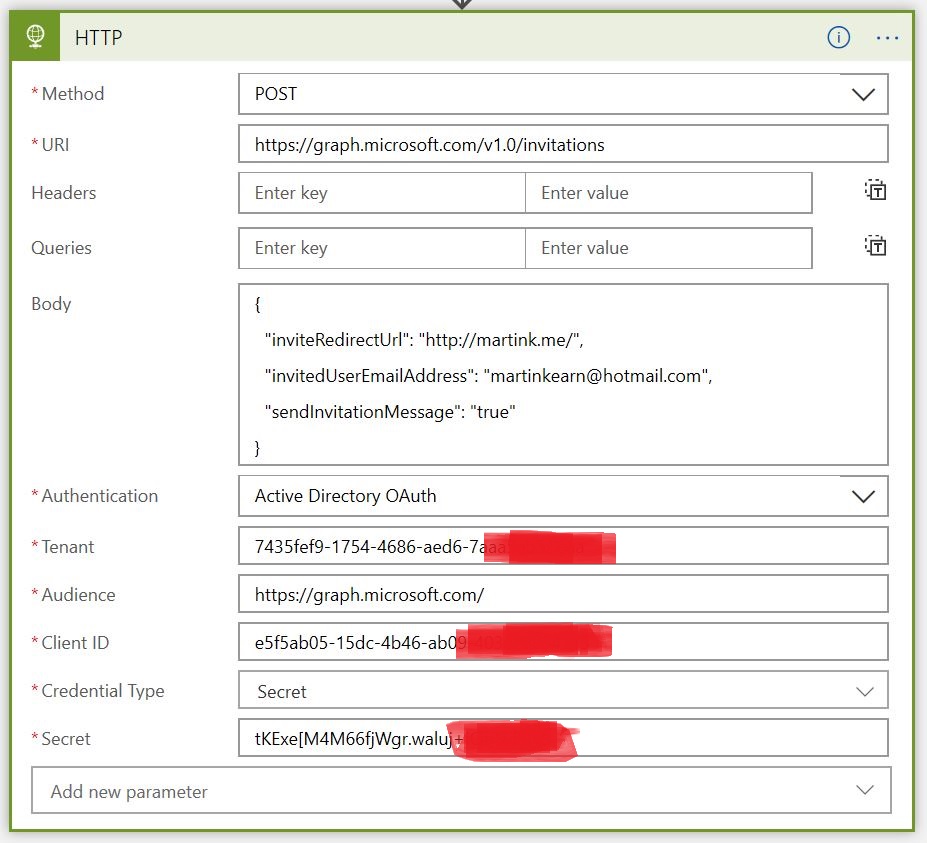 HTTP
* Method POST
* URI https://graph.microsoft.com/v1.0/invitations
Headers Enter key Enter value
Queries Enter key Enter value
Body {
"inviteRedirectUrl": "http://martink.me/",
"invitedUserEmailAddress": "martinkearn@hotmail.com",
"sendInvitationMessage": "true"
}
* Authentication Active Directory OAuth
* Tenant 7435fef9-1754-4686-aed6-7aaa
* Audience https://graph.microsoft.com/
* Client ID e5f5ab05-15dc-4b46-ab09-
* Credential Type Secret
* Secret tKExe[M4M66fjWgr.waluj+
Add new parameter